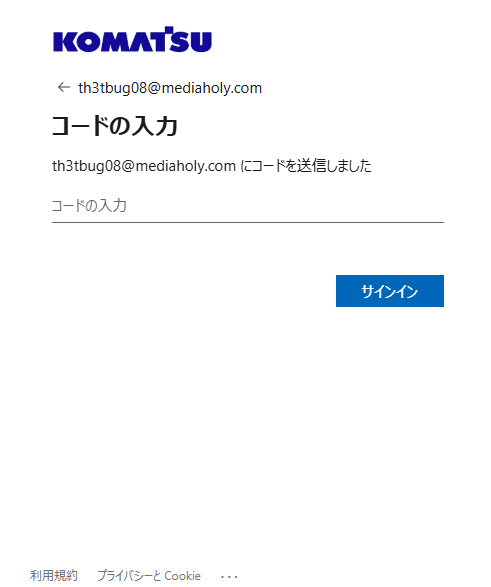 KOMATSU
← th3tbug08@mediaholy.com
コードの入力
th3tbug08@mediaholy.com にコードを送信しました
コードの入力
サインイン
利用規約 プライバシーと Cookie ...